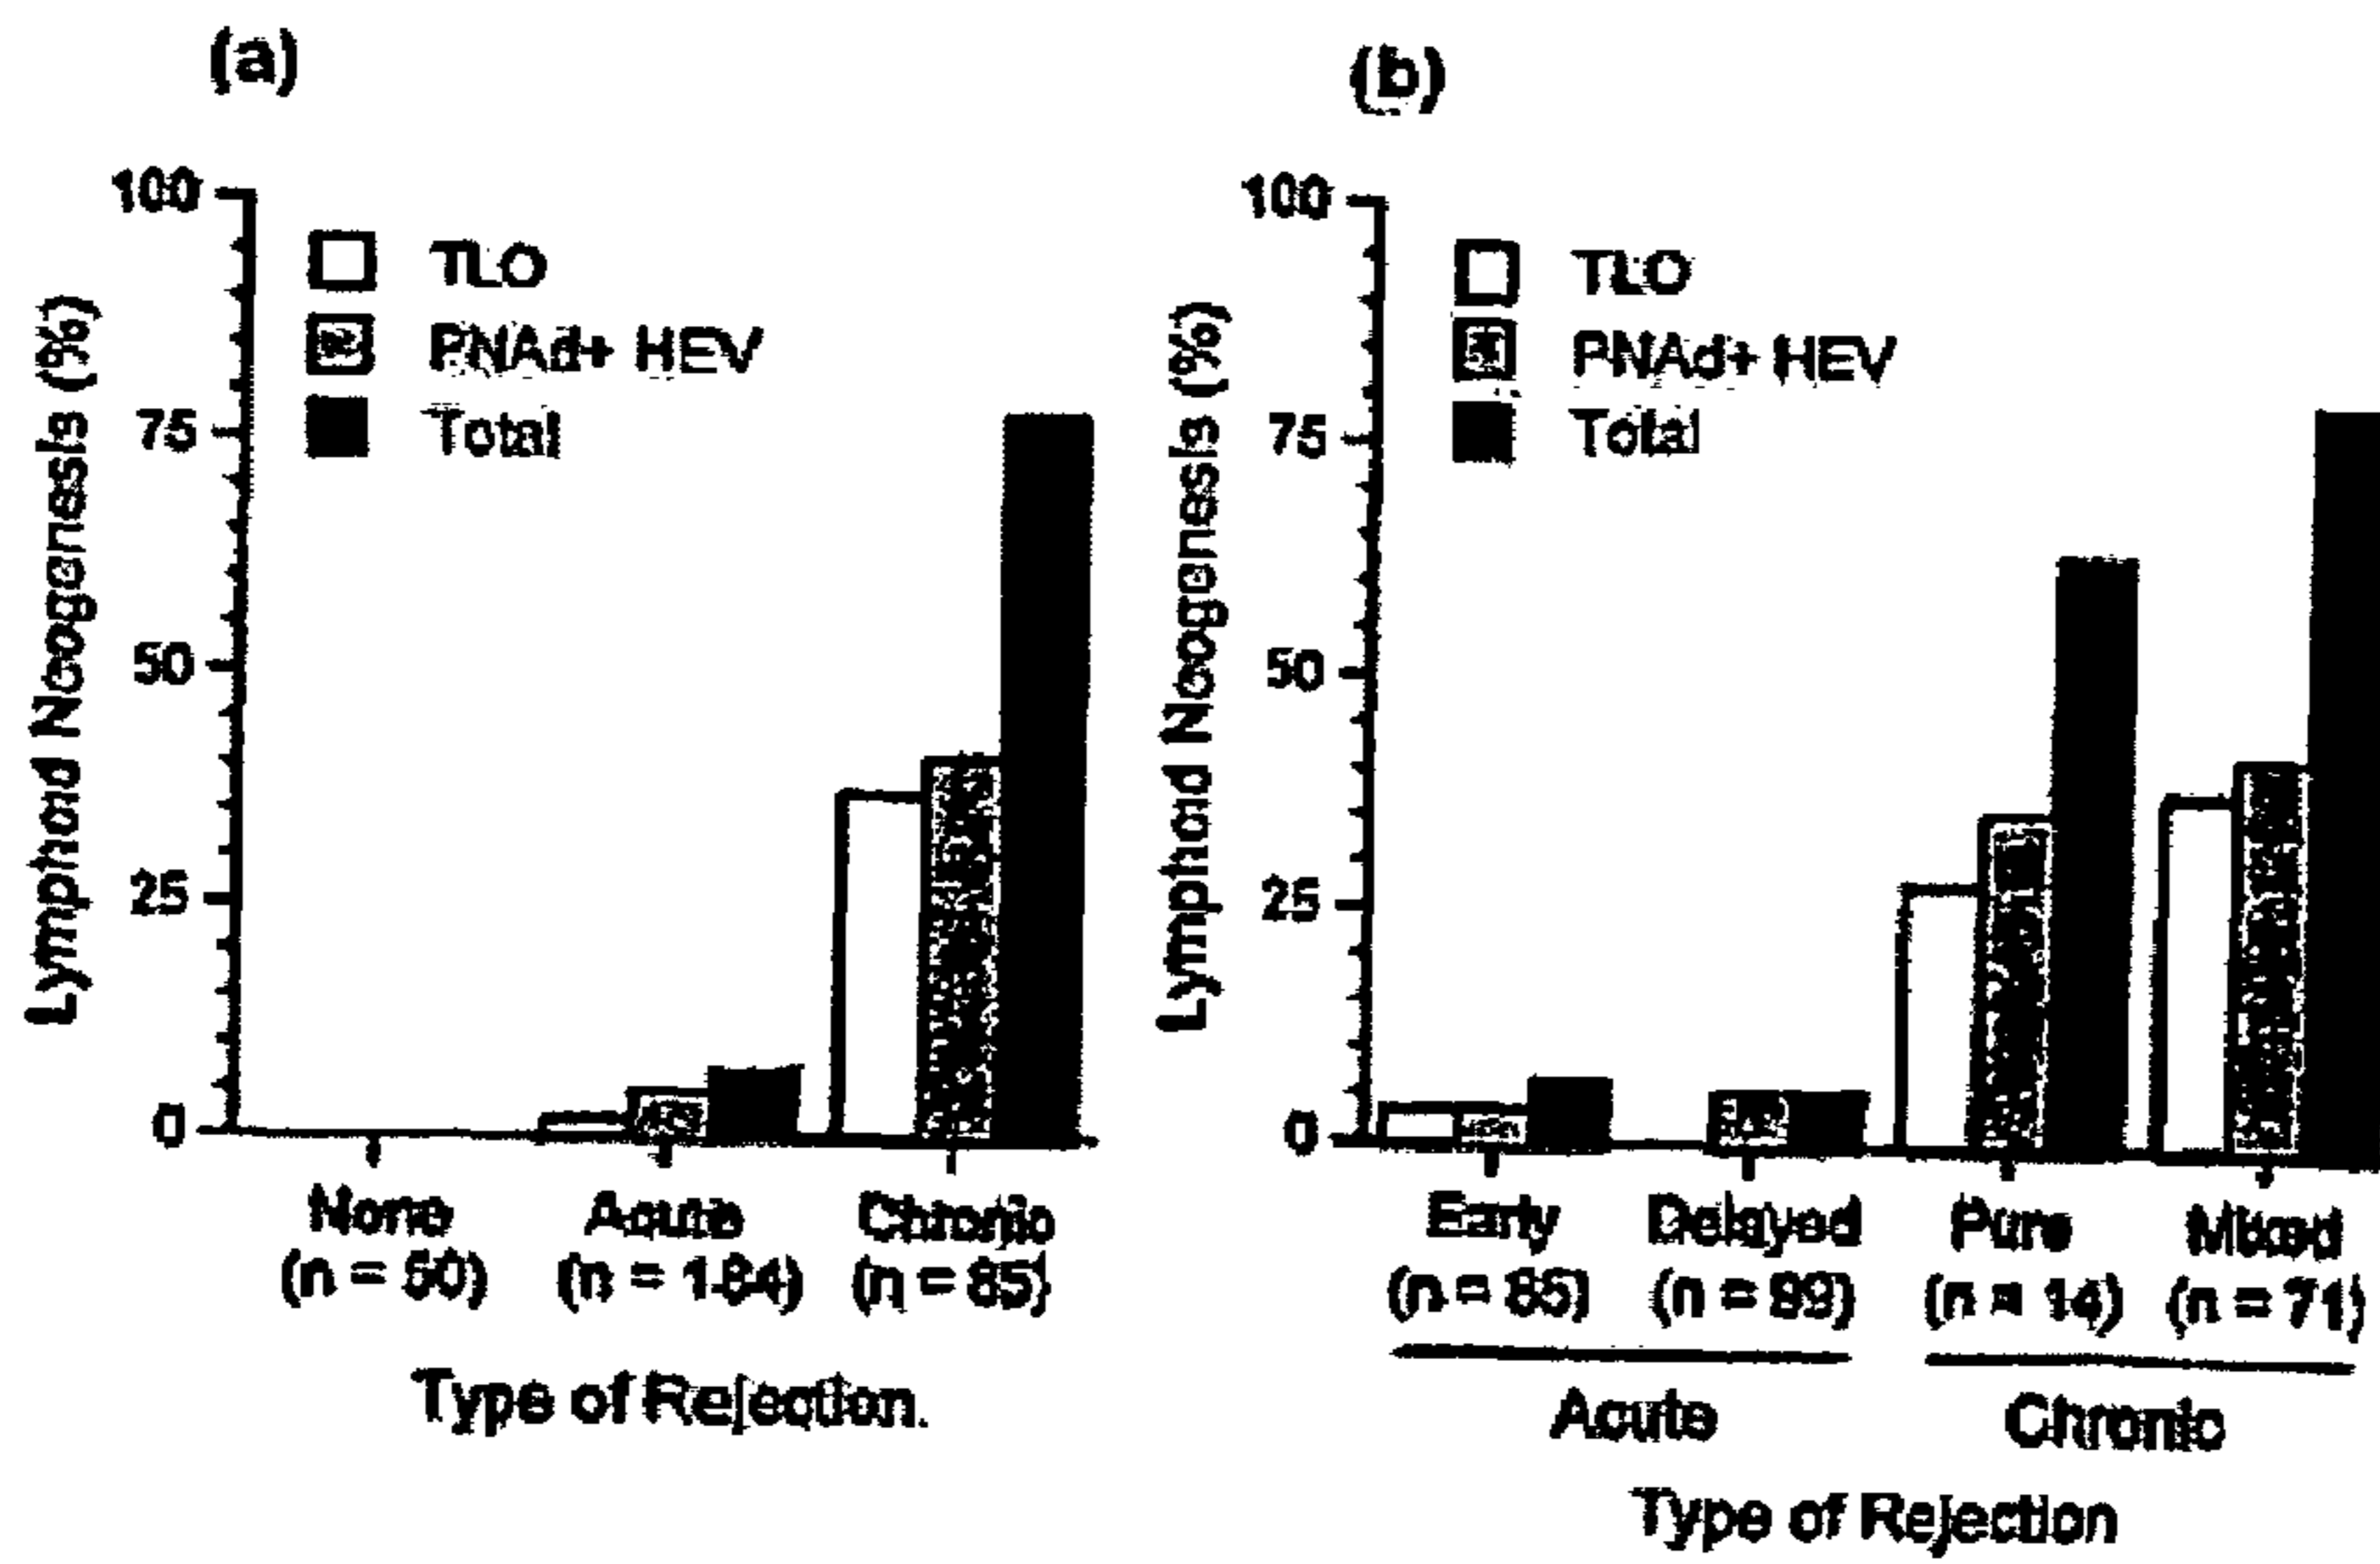 (a)
100
75
50
25
0
Lymphoid Neogenesis (%)
TLO
PNAd+ HEV
Total
None
(n = 50)
Acute
(n = 184)
Chronic
(n = 85)
Type of Rejection.
(b)
100
75
50
25
0
Lymphoid Neogenesis (%)
TLO
PNAd+ HEV
Total
Early
(n = 85)
Delayed
(n = 99)
Pure
(n = 14)
Mixed
(n = 71)
Acute
Chronic
Type of Rejection